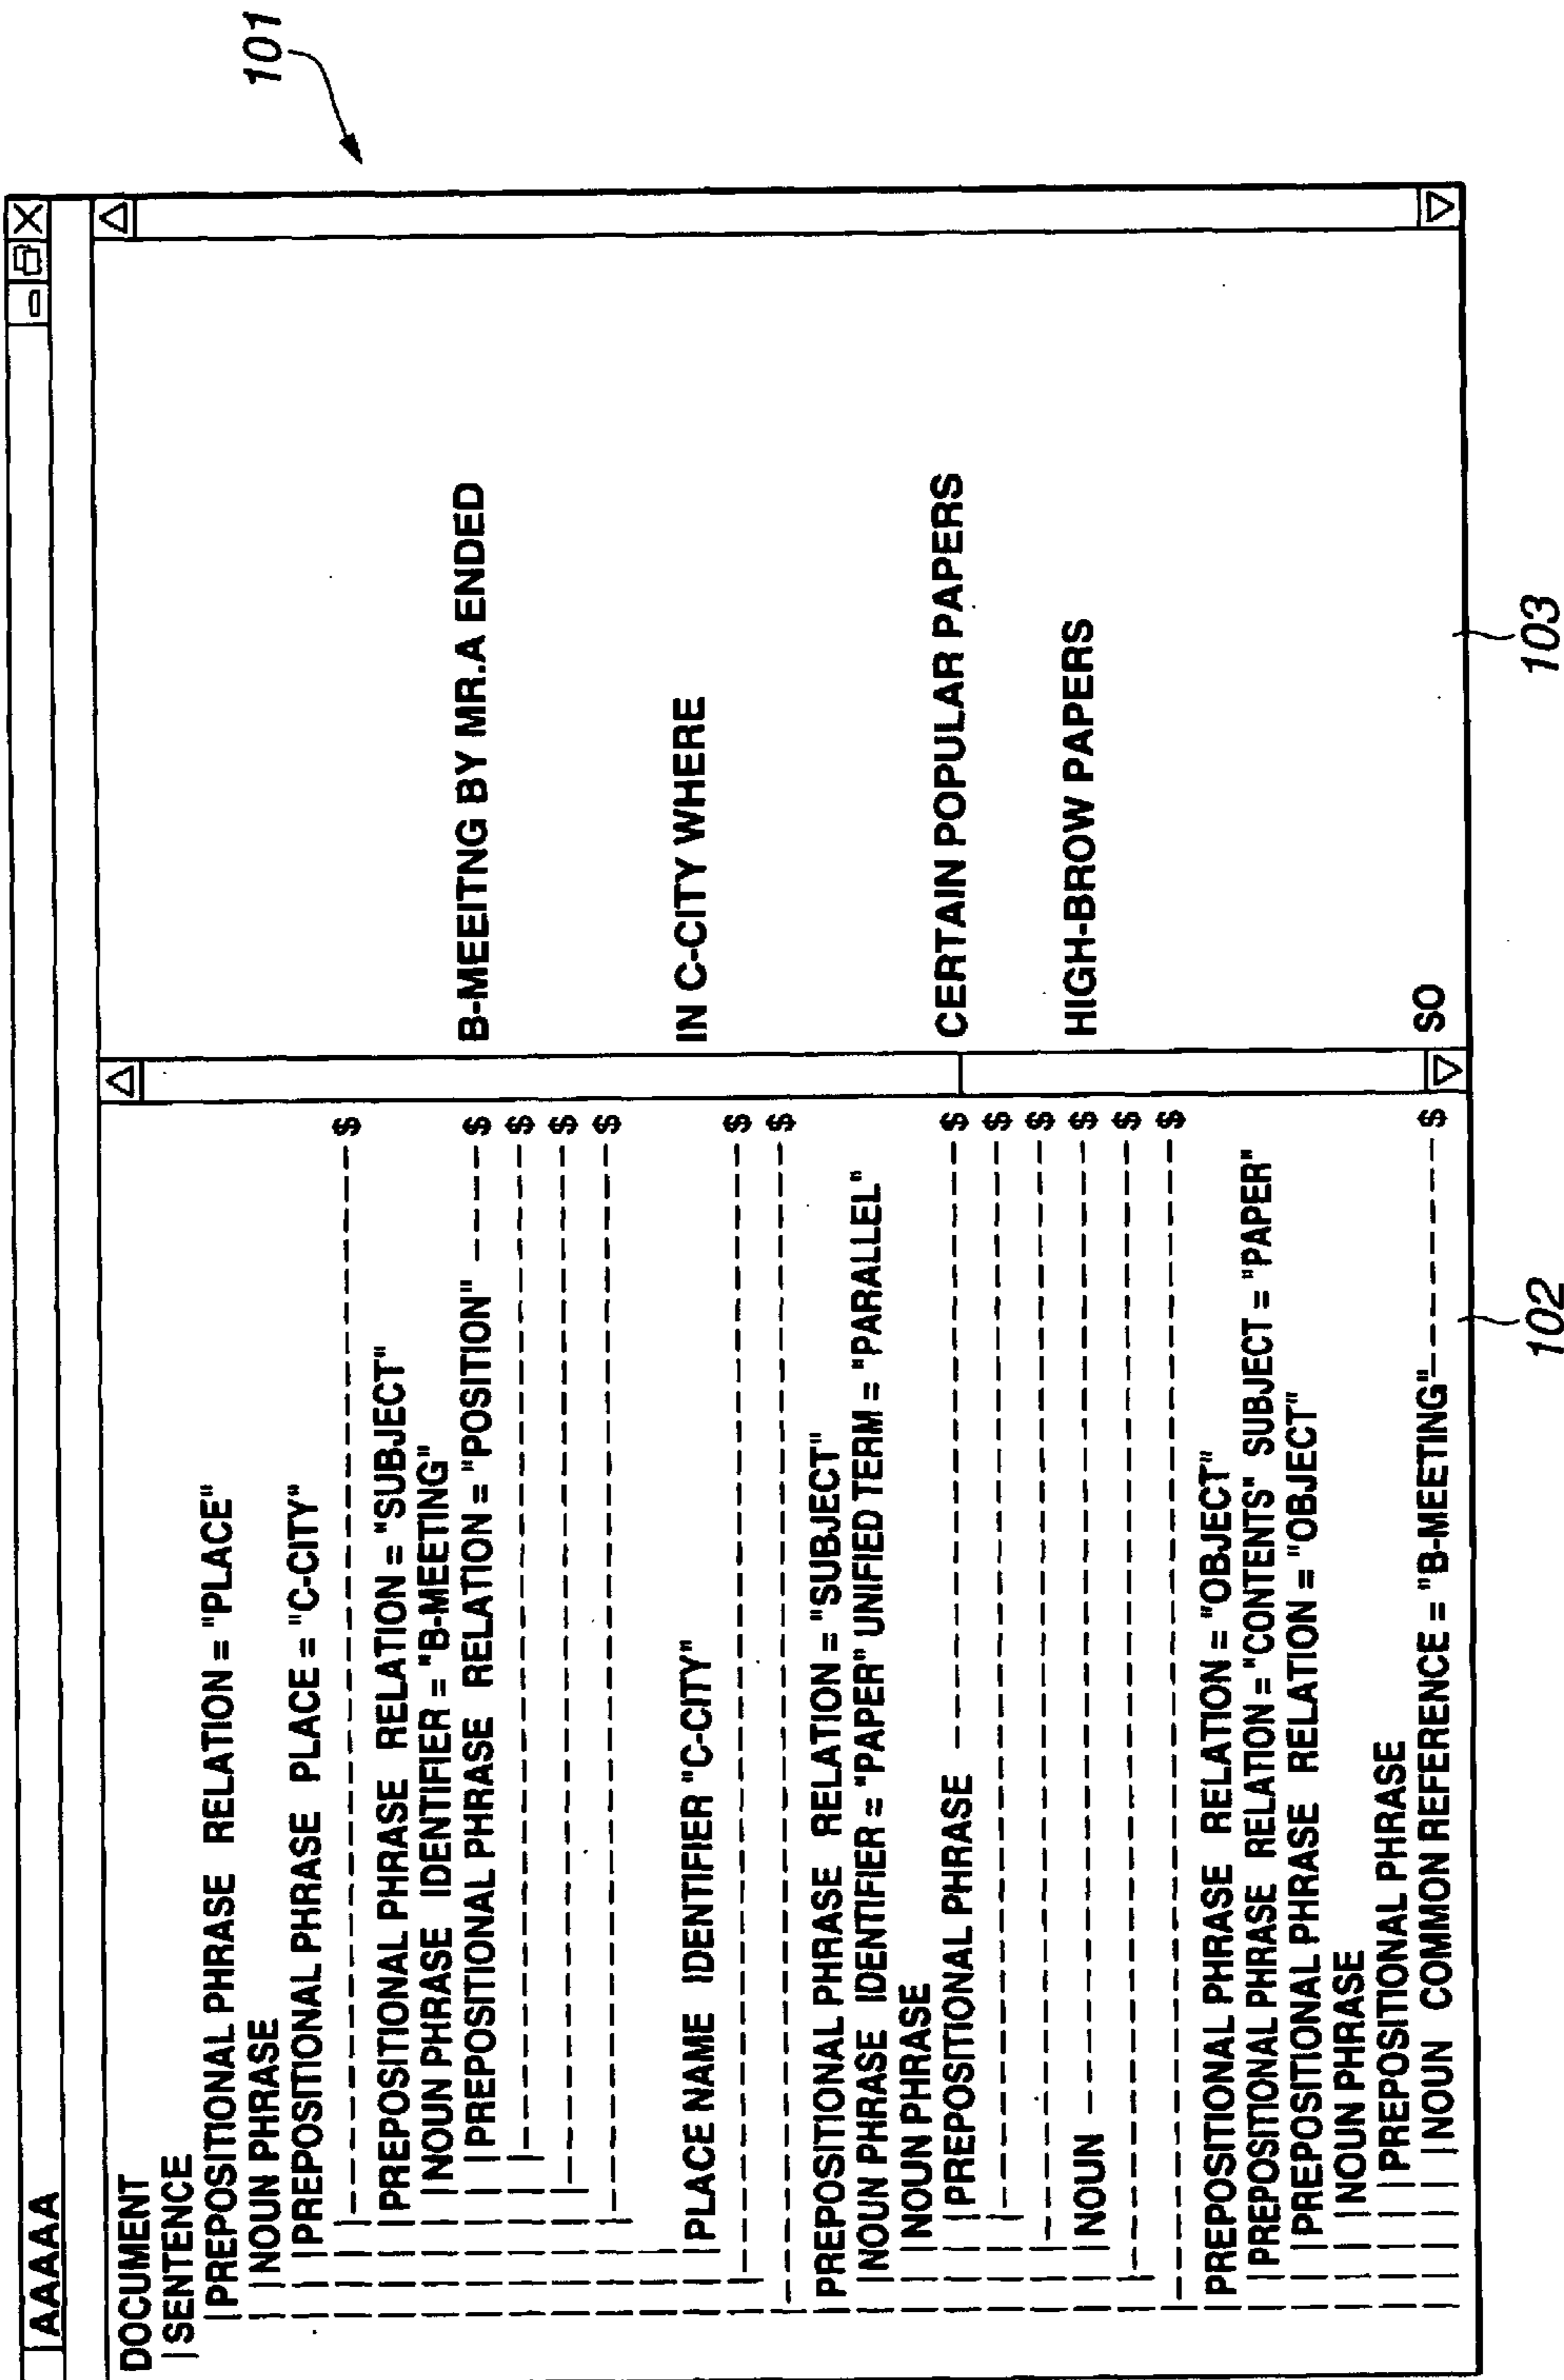 101
AAAAA
DOCUMENT
SENTENCE
PREPOSITIONAL PHRASE RELATION = "PLACE"
NOUN PHRASE
PREPOSITIONAL PHRASE PLACE = "C-CITY"
$
PREPOSITIONAL PHRASE RELATION = "SUBJECT"
NOUN PHRASE IDENTIFIER = "B-MEETING"
PREPOSITIONAL PHRASE RELATION = "POSITION" $ B-MEEITNG BY MR.A ENDED
$
$
$
PLACE NAME IDENTIFIER "C-CITY" IN C-CITY WHERE
$
$
PREPOSITIONAL PHRASE RELATION = "SUBJECT"
NOUN PHRASE IDENTIFIER = "PAPER" UNIFIED TERM = "PARALLEL"
NOUN PHRASE
PREPOSITIONAL PHRASE $ CERTAIN POPULAR PAPERS
$
$
NOUN $ HIGH-BROW PAPERS
$
$
PREPOSITIONAL PHRASE RELATION = "OBJECT"
PREPOSITIONAL PHRASE RELATION = "CONTENTS" SUBJECT = "PAPER"
PREPOSITIONAL PHRASE RELATION = "OBJECT"
NOUN PHRASE
PREPOSITIONAL PHRASE
NOUN COMMON REFERENCE = "B-MEETING" $ SO
102
103